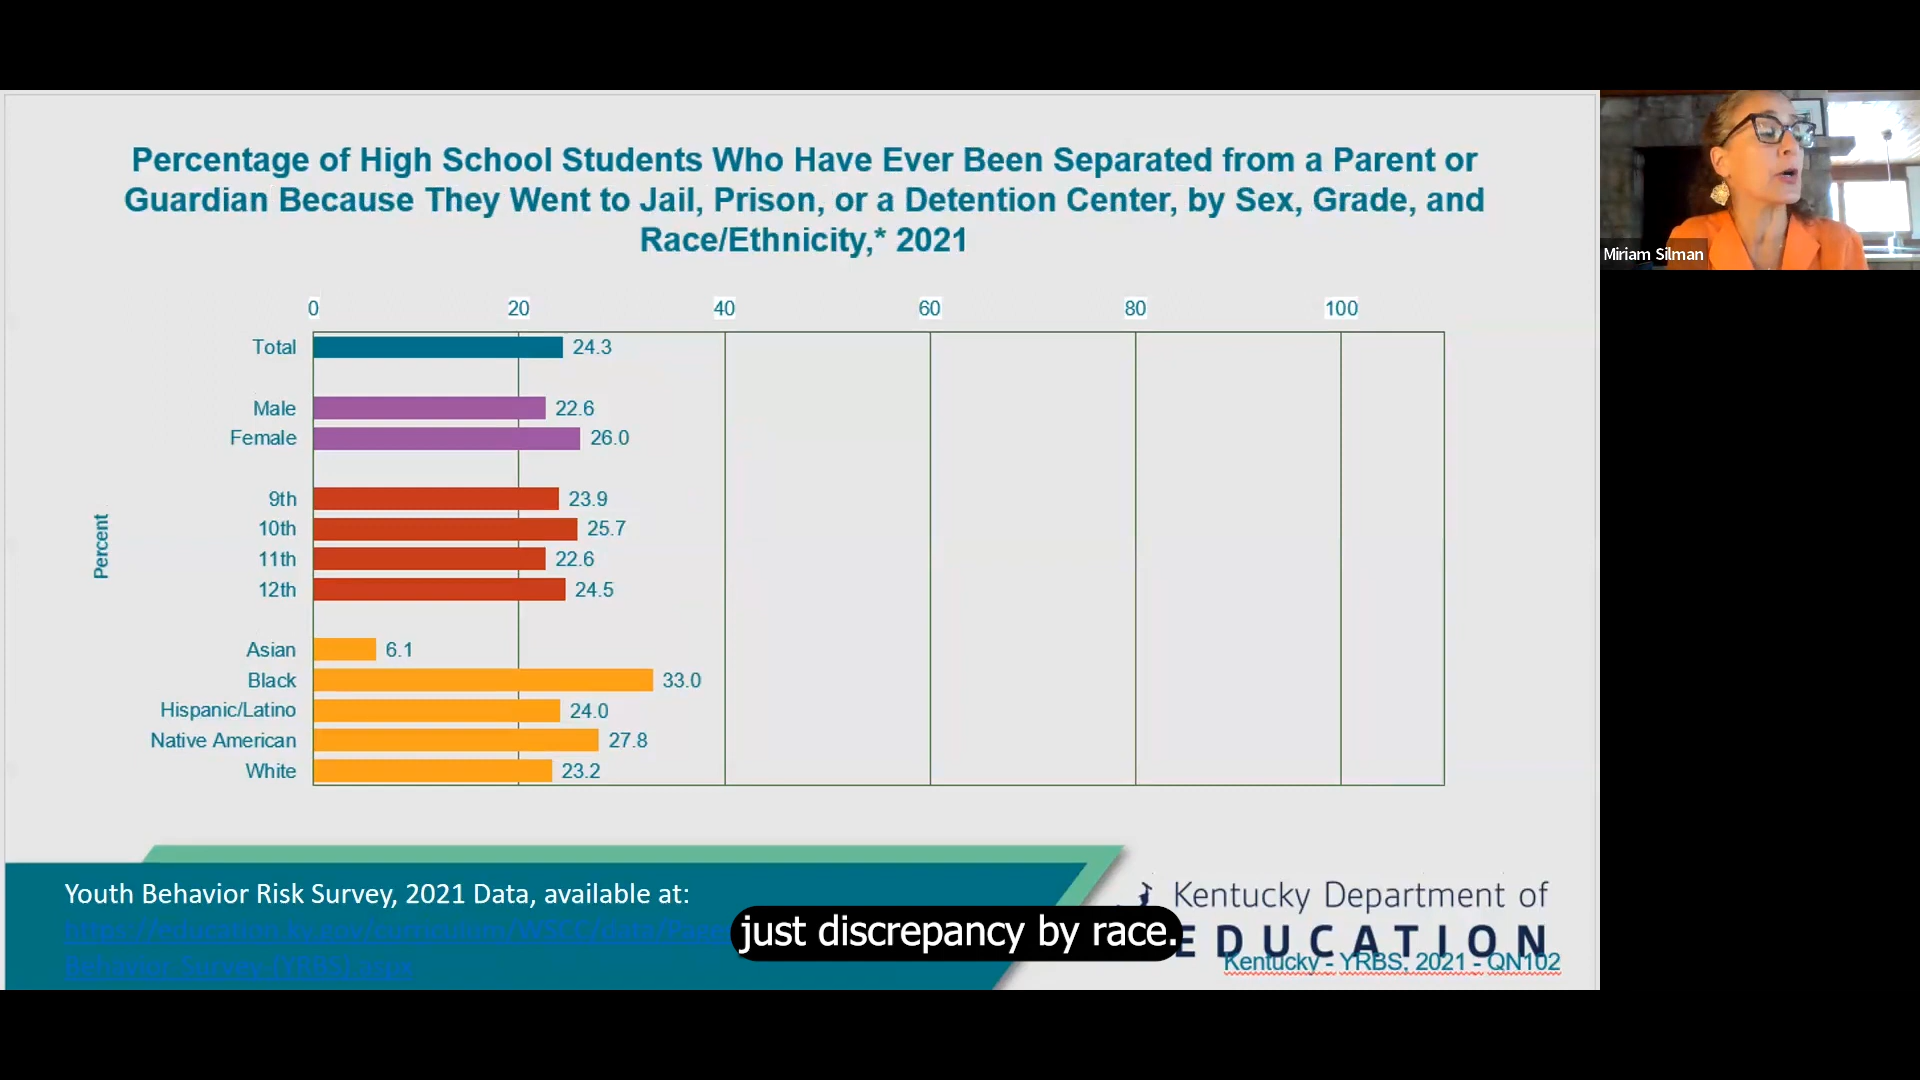 Percentage of High School Students Who Have Ever Been Separated from a Parent or
Guardian Because They Went to Jail, Prison, or a Detention Center, by Sex, Grade, and
Race/Ethnicity,* 2021
Miriam Silman
0 20 40 60 80 100
Total 24.3
Male 22.6
Female 26.0
9th 23.9
10th 25.7
11th 22.6
12th 24.5
Percent
Asian 6.1
Black 33.0
Hispanic/Latino 24.0
Native American 27.8
White 23.2
Youth Behavior Risk Survey, 2021 Data, available at:
https://education.ky.gov/curriculum/WSCC/data/Page
Behavior-Survey-(YRBS).aspx
just discrepancy by race.
Kentucky Department of
EDUCATION
Kentucky - YRBS, 2021 - QN102